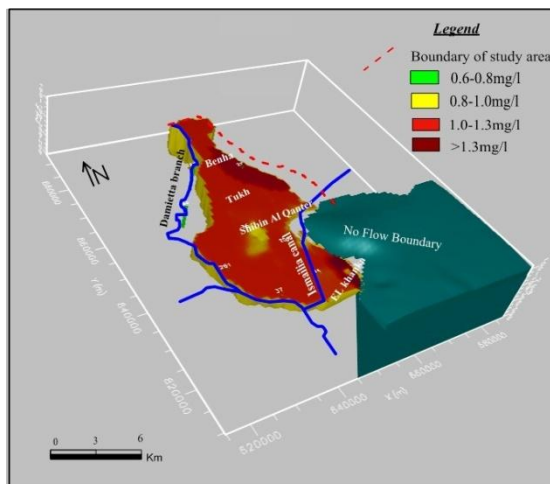 Legend
Boundary of study area
0.6-0.8mg/l
0.8-1.0mg/l
1.0-1.3mg/l
>1.3mg/l
Benha
Damietta branch
Tukh
Shibin Al Qanter
No Flow Boundary
Ismailia canal
EL khanka
N
Y (m)
840000
820000
X (m)
820000
840000
860000
880000
0 3 6
Km